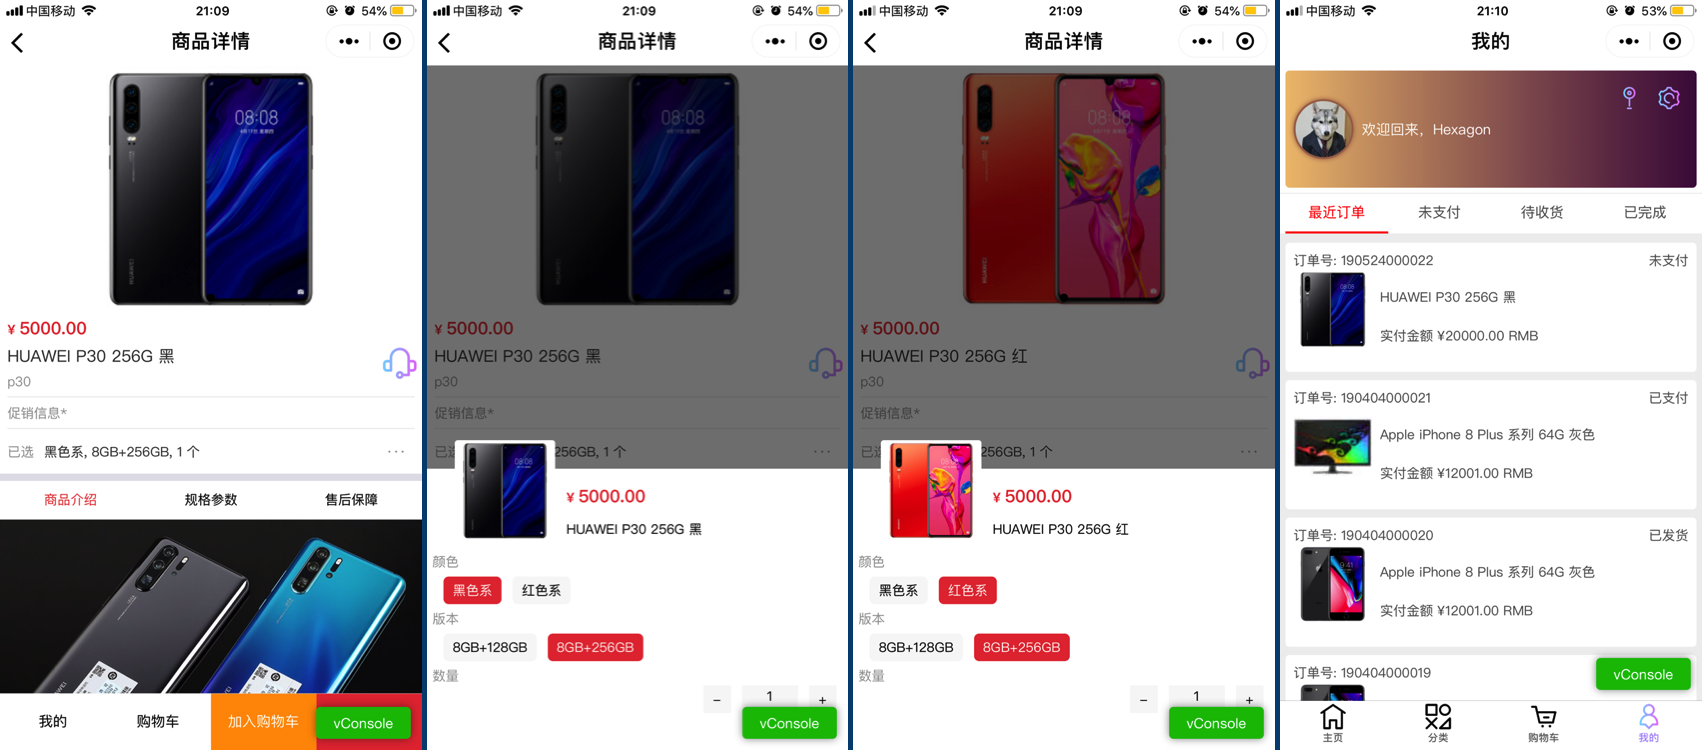 中国移动
21:09
54%
商品详情
08:08
HUAWEI
¥ 5000.00
HUAWEI P30 256G 黑
p30
促销信息*
已选 黑色系, 8GB+256GB, 1 个
商品介绍
规格参数
售后保障
我的
购物车
加入购物车
vConsole
中国移动
21:09
54%
商品详情
08:08
HUAWEI
¥ 5000.00
HUAWEI P30 256G 黑
p30
促销信息*
256GB, 1 个
¥ 5000.00
HUAWEI P30 256G 黑
颜色
黑色系
红色系
版本
8GB+128GB
8GB+256GB
数量
− 1 +
vConsole
中国移动
21:09
54%
商品详情
08:08
HUAWEI
¥ 5000.00
HUAWEI P30 256G 红
p30
促销信息*
256GB, 1 个
¥ 5000.00
HUAWEI P30 256G 红
颜色
黑色系
红色系
版本
8GB+128GB
8GB+256GB
数量
− 1 +
vConsole
中国移动
21:10
53%
我的
欢迎回来，Hexagon
最近订单
未支付
待收货
已完成
订单号: 190524000022
未支付
HUAWEI P30 256G 黑
实付金额 ¥20000.00 RMB
订单号: 190404000021
已支付
Apple iPhone 8 Plus 系列 64G 灰色
实付金额 ¥12001.00 RMB
订单号: 190404000020
已发货
Apple iPhone 8 Plus 系列 64G 灰色
实付金额 ¥12001.00 RMB
订单号: 190404000019
vConsole
主页
分类
购物车
我的